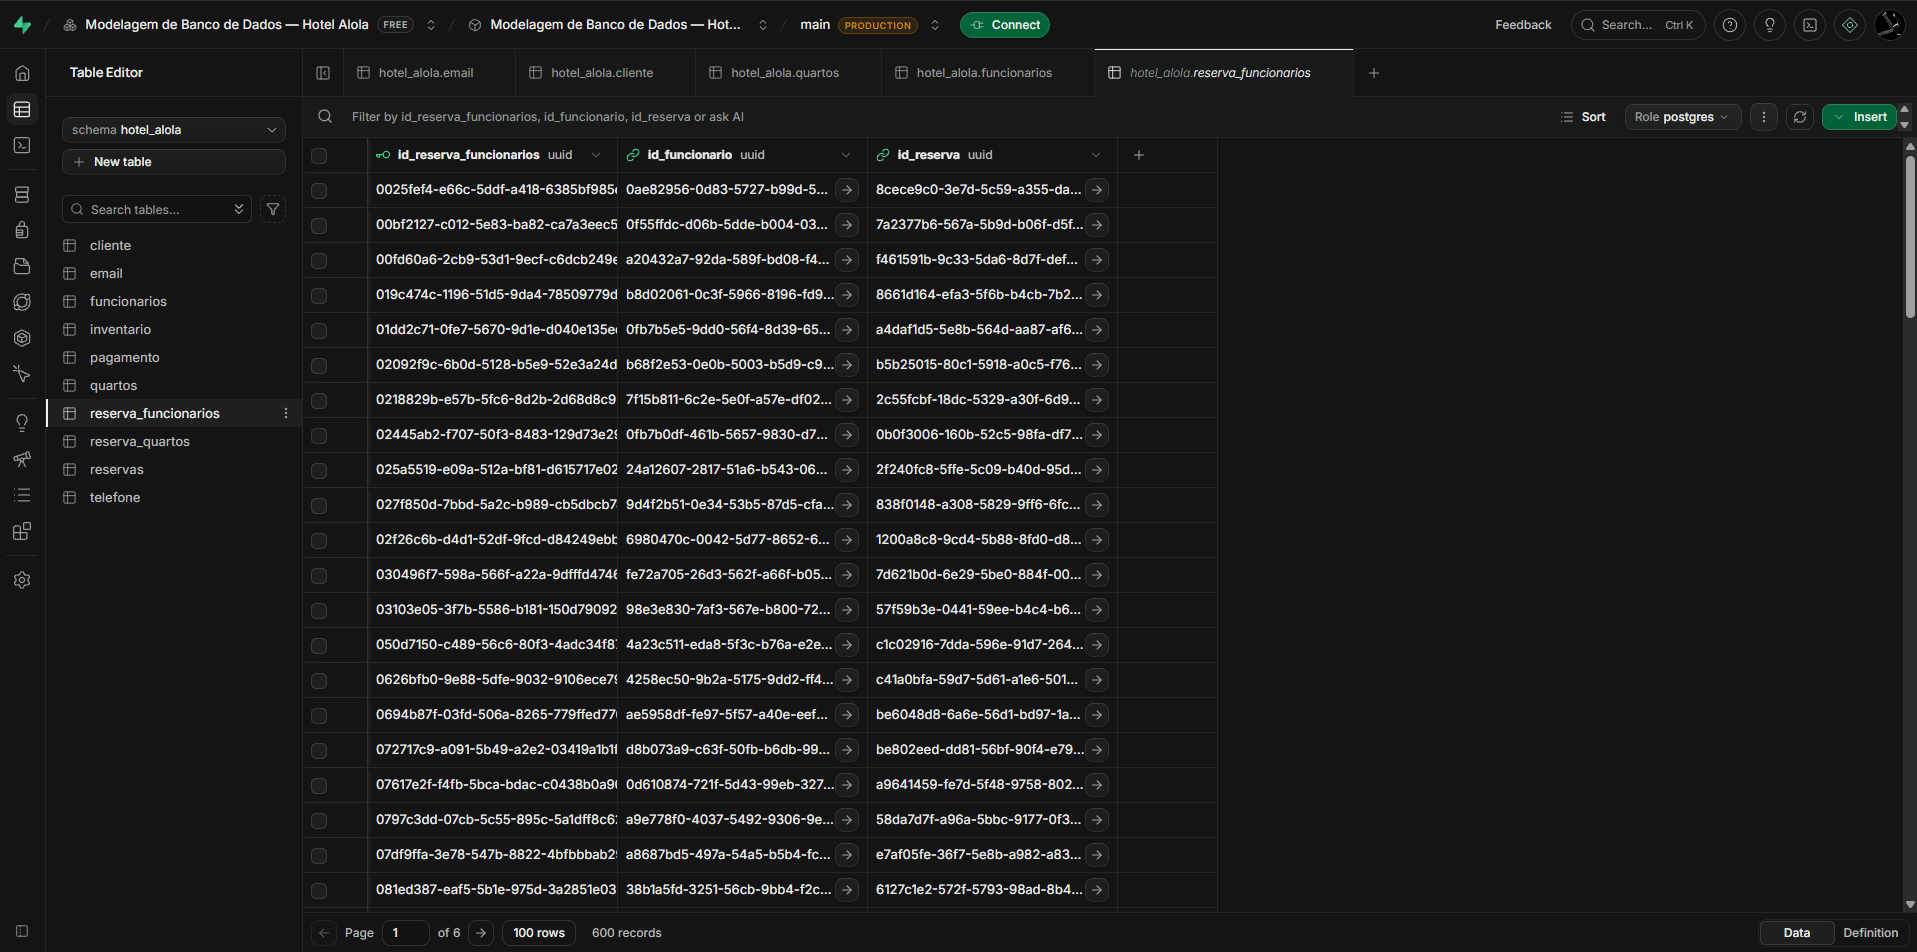 Modelagem de Banco de Dados — Hotel Alola FREE Modelagem de Banco de Dados — Hot... main PRODUCTION Connect Feedback Search... Ctrl K
Table Editor
hotel_alola.email hotel_alola.cliente hotel_alola.quartos hotel_alola.funcionarios hotel_alola.reserva_funcionarios
schema hotel_alola
New table
Search tables...
cliente
email
funcionarios
inventario
pagamento
quartos
reserva_funcionarios
reserva_quartos
reservas
telefone
Filter by id_reserva_funcionarios, id_funcionario, id_reserva or ask AI Sort Role postgres Insert
id_reserva_funcionarios uuid id_funcionario uuid id_reserva uuid
0025fef4-e66c-5ddf-a418-6385bf985 0ae82956-0d83-5727-b99d-5... 8cece9c0-3e7d-5c59-a355-da...
00bf2127-c012-5e83-ba82-ca7a3eec5 0f55ffdc-d06b-5dde-b004-03... 7a2377b6-567a-5b9d-b06f-d5f...
00fd60a6-2cb9-53d1-9ecf-c6dcb249e a20432a7-92da-589f-bd08-f4... f461591b-9c33-5da6-8d7f-def...
019c474c-1196-51d5-9da4-78509779d b8d02061-0c3f-5966-8196-fd9... 8661d164-efa3-5f6b-b4cb-7b2...
01dd2c71-0fe7-5670-9d1e-d040e135e 0fb7b5e5-9dd0-56f4-8d39-65... a4daf1d5-5e8b-564d-aa87-af6...
02092f9c-6b0d-5128-b5e9-52e3a24d b68f2e53-0e0b-5003-b5d9-c9... b5b25015-80c1-5918-a0c5-f76...
0218829b-e57b-5fc6-8d2b-2d68d8c9 7f15b811-6c2e-5e0f-a57e-df02... 2c55fcbf-18dc-5329-a30f-6d9...
02445ab2-f707-50f3-8483-129d73e29 0fb7b0df-461b-5657-9830-d7... 0b0f3006-160b-52c5-98fa-df7...
025a5519-e09a-512a-bf81-d615717e02 24a12607-2817-51a6-b543-06... 2f240fc8-5ffe-5c09-b40d-95d...
027f850d-7bbd-5a2c-b989-cb5dbcb7 9d4f2b51-0e34-53b5-87d5-cfa... 838f0148-a308-5829-9ff6-6fc...
02f26c6b-d4d1-52df-9fcd-d84249ebb 6980470c-0042-5d77-8652-6... 1200a8c8-9cd4-5b88-8fd0-d8...
030496f7-598a-566f-a22a-9dfffd4746 fe72a705-26d3-562f-a66f-b05... 7d621b0d-6e29-5be0-884f-00...
03103e05-3f7b-5586-b181-150d79092 98e3e830-7af3-567e-b800-72... 57f59b3e-0441-59ee-b4c4-b6...
050d7150-c489-56c6-80f3-4adc34f8 4a23c511-eda8-5f3c-b76a-e2e... c1c02916-7dda-596e-91d7-264...
0626bfb0-9e88-5dfe-9032-9106ece79 4258ec50-9b2a-5175-9dd2-ff4... c41a0bfa-59d7-5d61-a1e6-501...
0694b87f-03fd-506a-8265-779ffed77 ae5958df-fe97-5f57-a40e-eef... be6048d8-6a6e-56d1-bd97-1a...
072717c9-a091-5b49-a2e2-03419a1b1f d8b073a9-c63f-50fb-b6db-99... be802eed-dd81-56bf-90f4-e79...
07617e2f-f4fb-5bca-bdac-c0438b0a9 0d610874-721f-5d43-99eb-327... a9641459-fe7d-5f48-9758-802...
0797c3dd-07cb-5c55-895c-5a1dff8c6 a9e778f0-4037-5492-9306-9e... 58da7d7f-a96a-5bbc-9177-0f3...
07df9ffa-3e78-547b-8822-4bfbbbab2 a8687bd5-497a-54a5-b5b4-fc... e7af05fe-36f7-5e8b-a982-a83...
081ed387-eaf5-5b1e-975d-3a2851e03 38b1a5fd-3251-56cb-9bb4-f2c... 6127c1e2-572f-5793-98ad-8b4...
Page 1 of 6 100 rows 600 records Data Definition